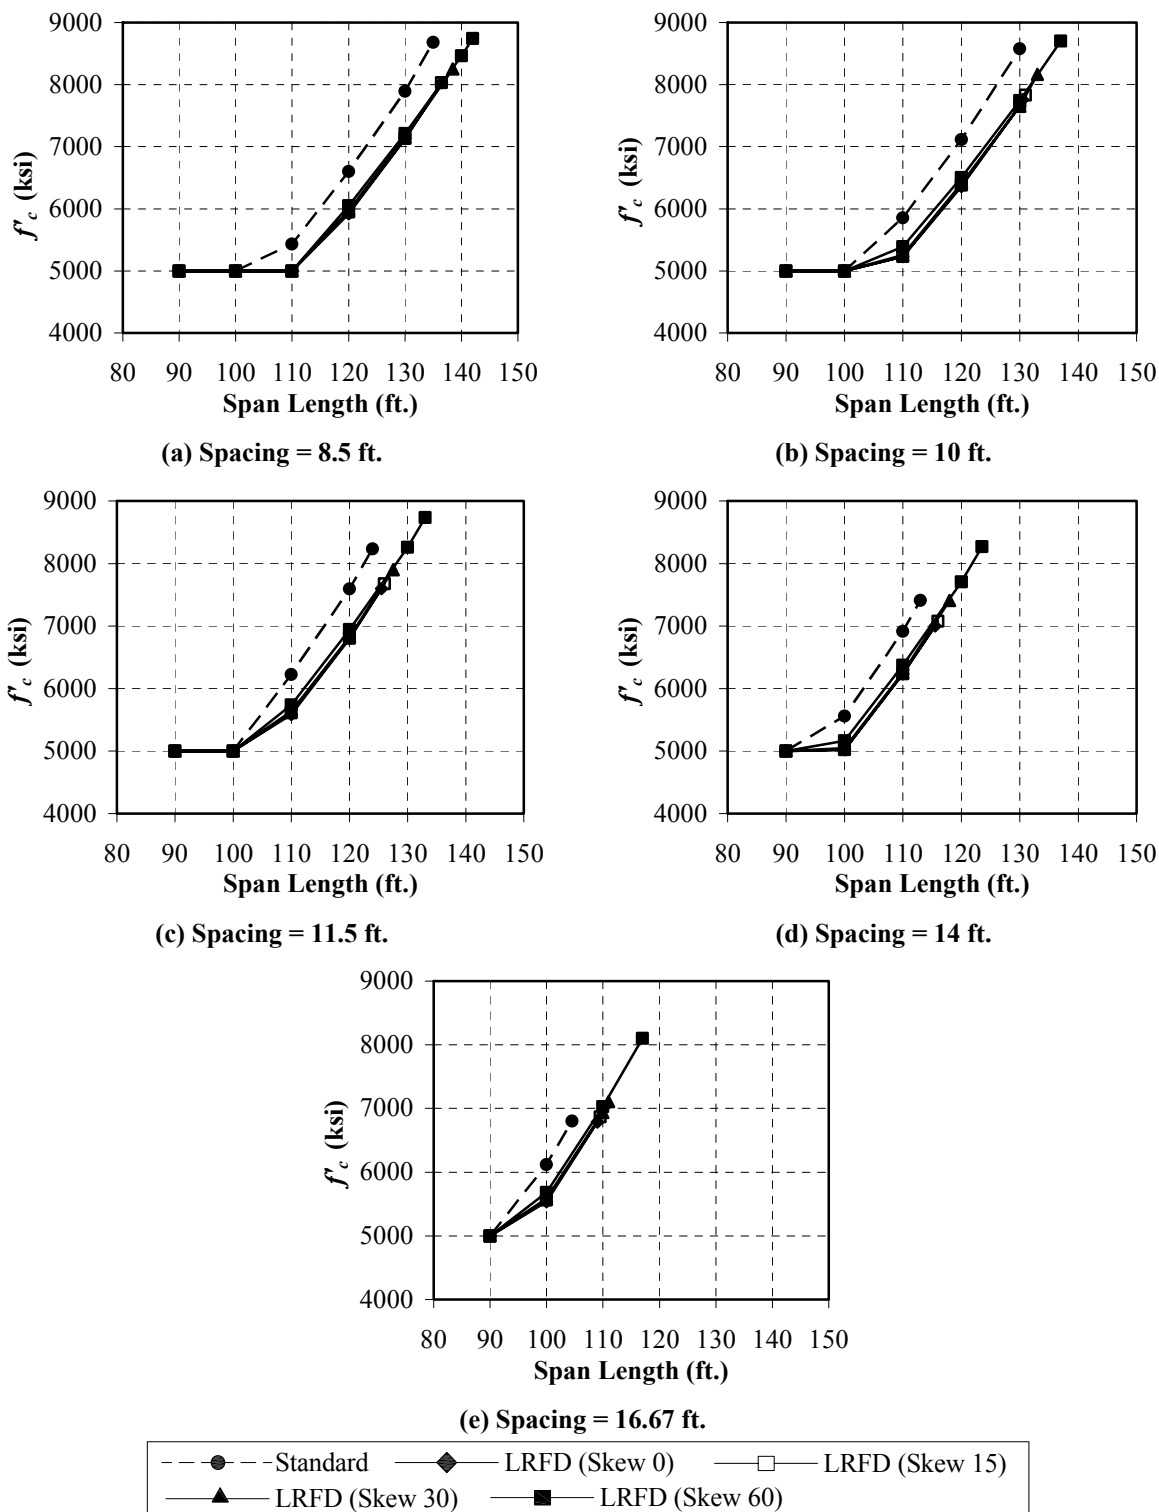 9000
8000
7000
6000
5000
4000
f'c (ksi)
80 90 100 110 120 130 140 150
Span Length (ft.)
(a) Spacing = 8.5 ft.
9000
8000
7000
6000
5000
4000
f'c (ksi)
80 90 100 110 120 130 140 150
Span Length (ft.)
(b) Spacing = 10 ft.
9000
8000
7000
6000
5000
4000
f'c (ksi)
80 90 100 110 120 130 140 150
Span Length (ft.)
(c) Spacing = 11.5 ft.
9000
8000
7000
6000
5000
4000
f'c (ksi)
80 90 100 110 120 130 140 150
Span Length (ft.)
(d) Spacing = 14 ft.
9000
8000
7000
6000
5000
4000
f'c (ksi)
80 90 100 110 120 130 140 150
Span Length (ft.)
(e) Spacing = 16.67 ft.
Standard LRFD (Skew 0) LRFD (Skew 15)
LRFD (Skew 30) LRFD (Skew 60)